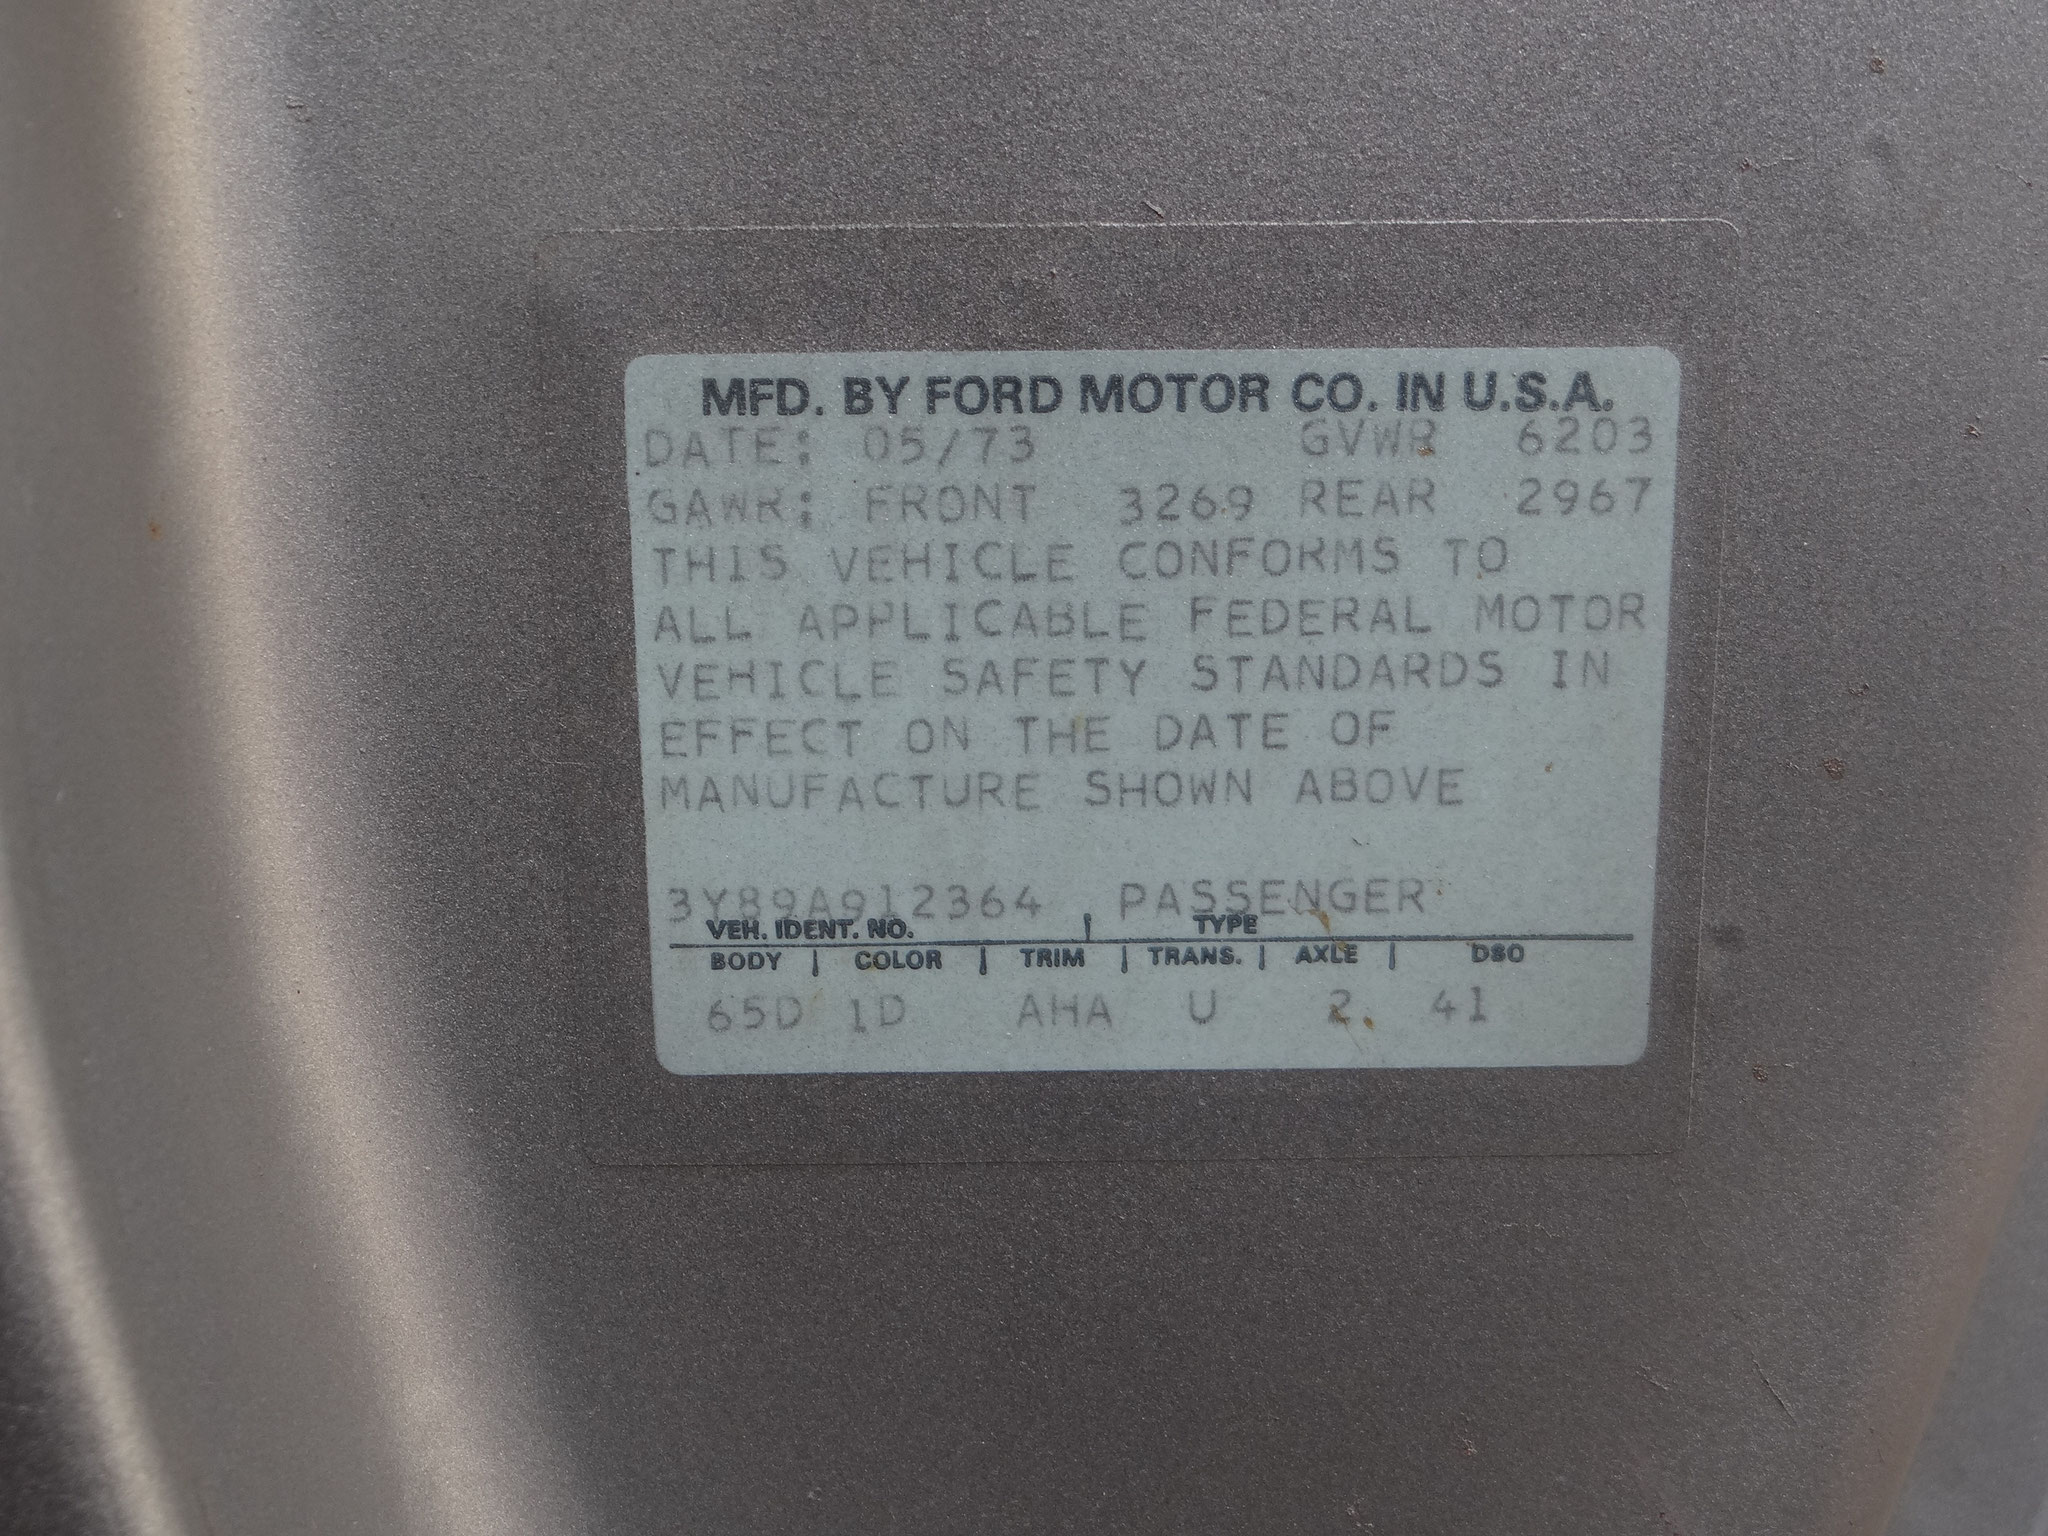 MFD. BY FORD MOTOR CO. IN U.S.A.
DATE: 05/73 GVWR 6203
GAWR: FRONT 3269 REAR 2967
THIS VEHICLE CONFORMS TO
ALL APPLICABLE FEDERAL MOTOR
VEHICLE SAFETY STANDARDS IN
EFFECT ON THE DATE OF
MANUFACTURE SHOWN ABOVE
3Y89A912364 PASSENGER
VEH. IDENT. NO. | TYPE
BODY | COLOR | TRIM | TRANS. | AXLE | DSO
65D 1D AHA U 2 41